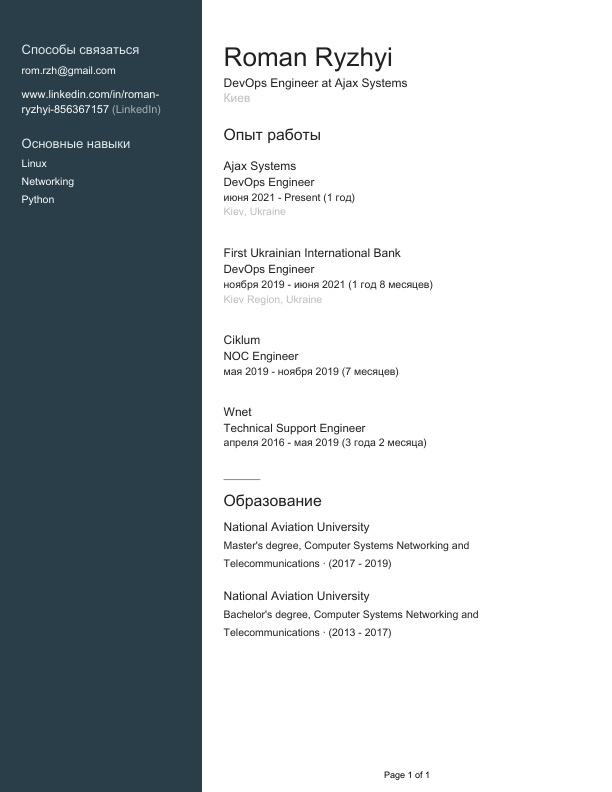 Способы связаться
rom.rzh@gmail.com
www.linkedin.com/in/roman-
ryzhyi-856367157 (LinkedIn)
Основные навыки
Linux
Networking
Python
Roman Ryzhyi
DevOps Engineer at Ajax Systems
Киев
Опыт работы
Ajax Systems
DevOps Engineer
июня 2021 - Present (1 год)
Kiev, Ukraine
First Ukrainian International Bank
DevOps Engineer
ноября 2019 - июня 2021 (1 год 8 месяцев)
Kiev Region, Ukraine
Ciklum
NOC Engineer
мая 2019 - ноября 2019 (7 месяцев)
Wnet
Technical Support Engineer
апреля 2016 - мая 2019 (3 года 2 месяца)
Образование
National Aviation University
Master's degree, Computer Systems Networking and
Telecommunications · (2017 - 2019)
National Aviation University
Bachelor's degree, Computer Systems Networking and
Telecommunications · (2013 - 2017)
Page 1 of 1